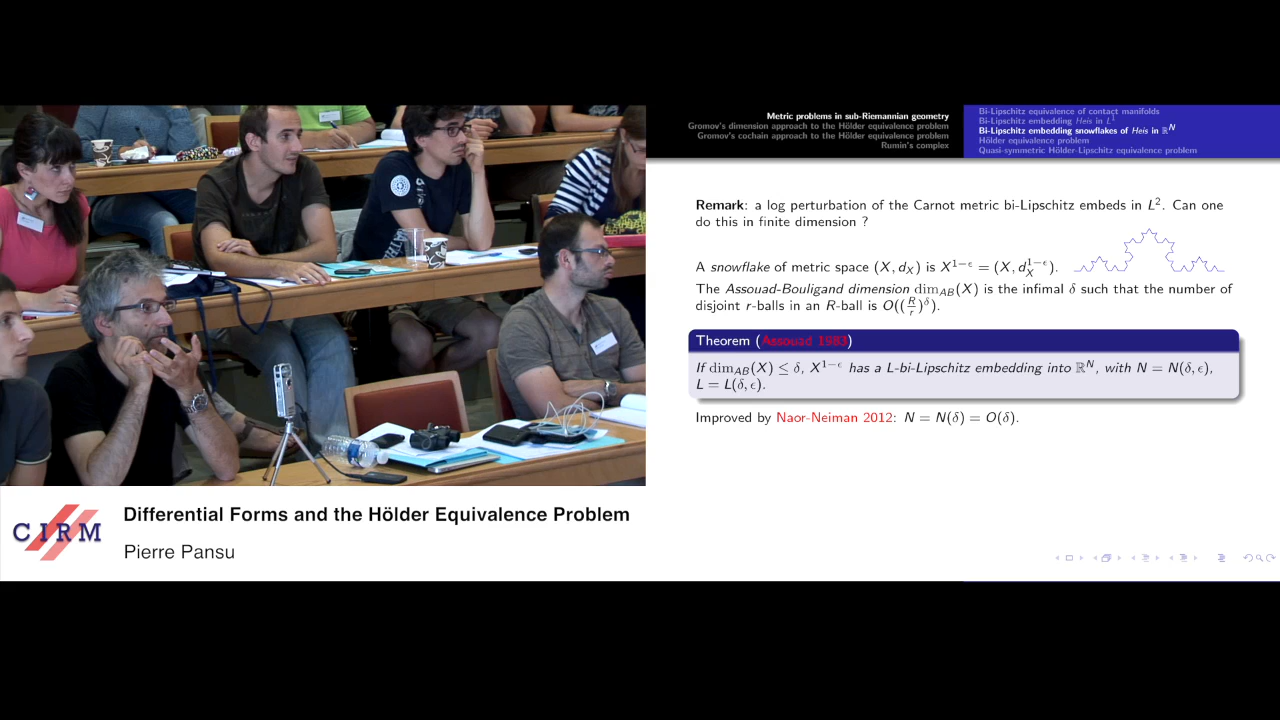 Metric problems in sub-Riemannian geometry
Gromov's dimension approach to the Hölder equivalence problem
Gromov's cochain approach to the Hölder equivalence problem
Rumin's complex
Bi-Lipschitz equivalence of contact manifolds
Bi-Lipschitz embedding Heis in L¹
Bi-Lipschitz embedding snowflakes of Heis in ℝᴺ
Hölder equivalence problem
Quasi-symmetric Hölder-Lipschitz equivalence problem
Remark: a log perturbation of the Carnot metric bi-Lipschitz embeds in L². Can one
do this in finite dimension ?
A snowflake of metric space (X, d_X) is X^{1−ϵ} = (X, d_X^{1−ϵ}).
The Assouad-Bouligand dimension dim_{AB}(X) is the infimal δ such that the number of
disjoint r-balls in an R-ball is O((R/r)^δ).
Theorem (Assouad 1983)
If dim_{AB}(X) ≤ δ, X^{1−ϵ} has a L-bi-Lipschitz embedding into ℝᴺ, with N = N(δ, ϵ),
L = L(δ, ϵ).
Improved by Naor-Neiman 2012: N = N(δ) = O(δ).
CIRM
Differential Forms and the Hölder Equivalence Problem
Pierre Pansu